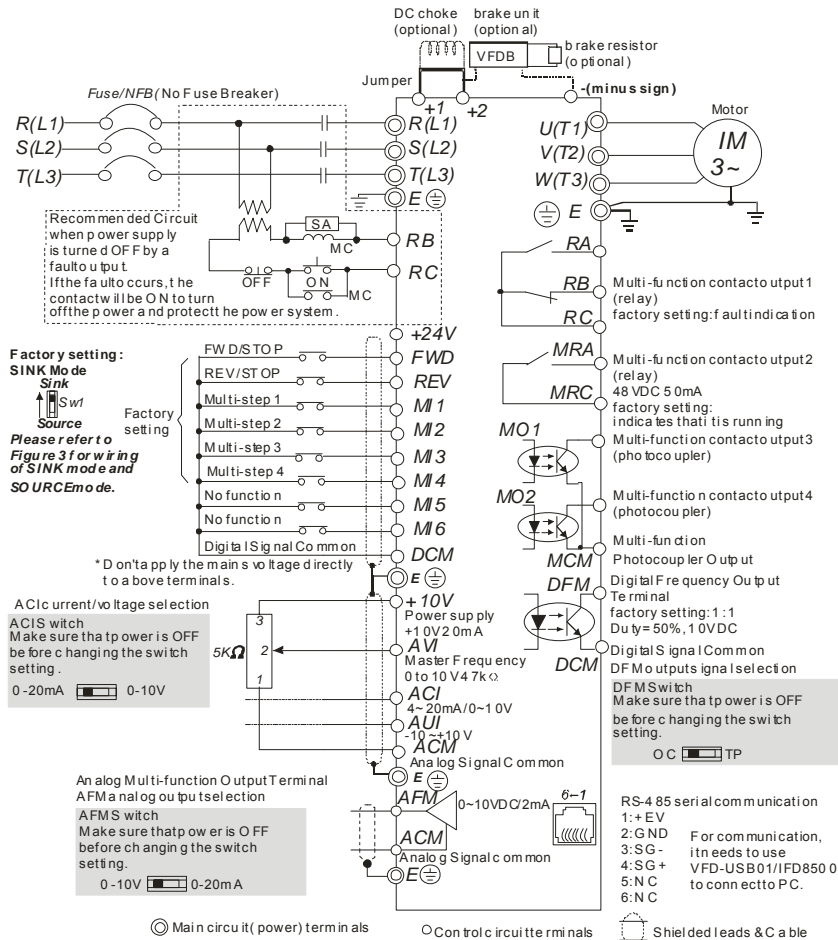 DC choke
(optional)
brake unit
(optional)
VFDB
brake resistor
(optional)
Jumper
-(minus sign)
+1
+2
Fuse/NFB(No Fuse Breaker)
R(L1)
S(L2)
T(L3)
R(L1)
S(L2)
T(L3)
E
U(T1)
V(T2)
W(T3)
E
Motor
IM
3~
Recommended Circuit
when power supply
is turned OFF by a
fault output.
If the fault occurs, the
contact will be ON to turn
off the power and protect the power system.
SA
MC
OFF
ON
MC
RB
RC
RA
RB
RC
Multi-function contact output 1
(relay)
factory setting: fault indication
MRA
MRC
Multi-function contact output 2
(relay)
48 VDC 50mA
factory setting:
indicates that it is running
MO1
Multi-function contact output 3
(photocoupler)
MO2
Multi-function contact output 4
(photocoupler)
MCM
Multi-function
Photocoupler Output
DFM
Digital Frequency Output
Terminal
factory setting: 1:1
Duty=50%, 10VDC
DCM
Digital Signal Common
DFM output signal selection
DFM Switch
Make sure that power is OFF
before changing the switch
setting.
OC
TP
Factory setting:
SINK Mode
Sink
Sw1
Source
Please refer to
Figure 3 for wiring
of SINK mode and
SOURCE mode.
Factory
setting
+24V
FWD/STOP
FWD
REV/STOP
REV
Multi-step 1
MI1
Multi-step 2
MI2
Multi-step 3
MI3
Multi-step 4
MI4
No function
MI5
No function
MI6
Digital Signal Common
DCM
* Don't apply the mains voltage directly
to above terminals.
E
ACI current/voltage selection
ACI Switch
Make sure that power is OFF
before changing the switch
setting.
0-20mA
0-10V
5KΩ
3
2
1
+10V
Power supply
+10V 20mA
AVI
Master Frequency
0 to 10V 47kΩ
ACI
4~20mA/0~10V
AUI
-10~+10V
ACM
Analog Signal Common
E
Analog Multi-function Output Terminal
AFM analog output selection
AFM Switch
Make sure that power is OFF
before changing the switch
setting.
0-10V
0-20mA
AFM
0~10VDC/2mA
ACM
Analog Signal common
E
6←1
RS-485 serial communication
1:+EV
2:GND
3:SG-
4:SG+
5:NC
6:NC
For communication,
it needs to use
VFD-USB01/IFD8500
to connect to PC.
Main circuit (power) terminals
Control circuit terminals
Shielded leads & Cable